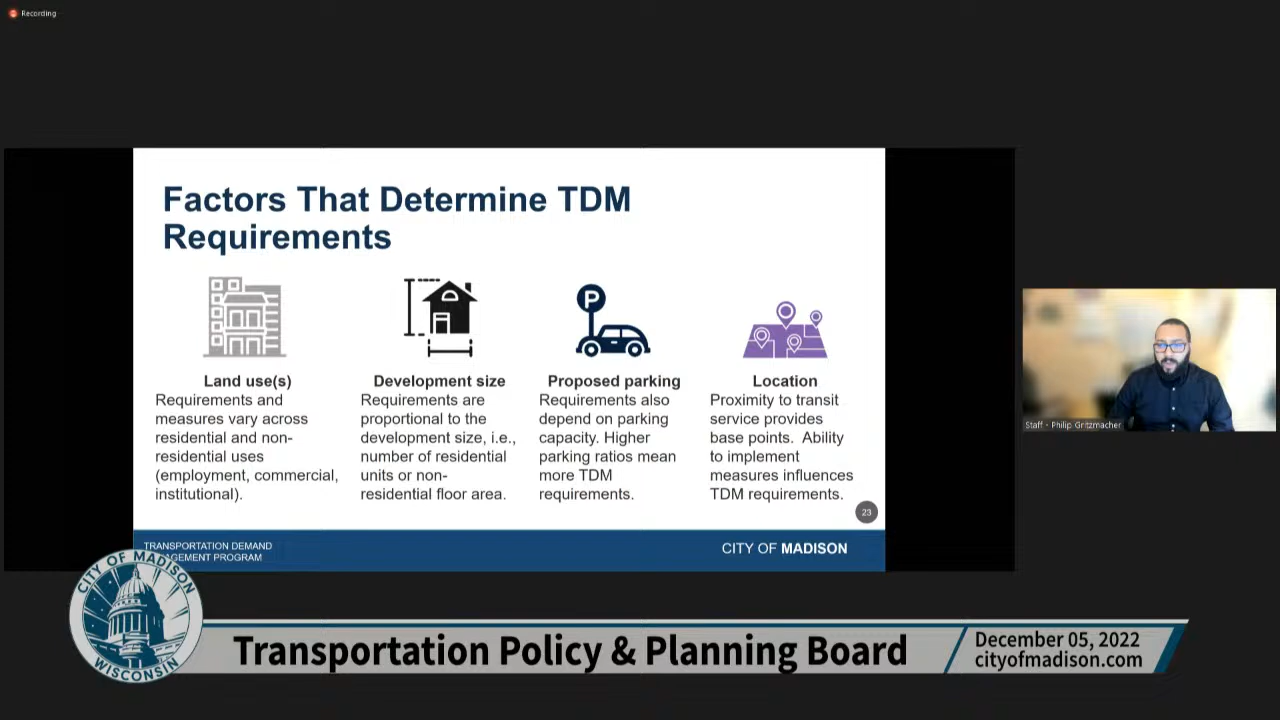 Recording
Factors That Determine TDM
Requirements
P
Land use(s)
Requirements and
measures vary across
residential and non-
residential uses
(employment, commercial,
institutional).
Development size
Requirements are
proportional to the
development size, i.e.,
number of residential
units or non-
residential floor area.
Proposed parking
Requirements also
depend on parking
capacity. Higher
parking ratios mean
more TDM
requirements.
Location
Proximity to transit
service provides
base points. Ability
to implement
measures influences
TDM requirements.
23
Staff - Philip Gritzmacher
TRANSPORTATION DEMAND
AGEMENT PROGRAM
CITY OF MADISON
CITY OF MADISON
WISCONSIN
Transportation Policy & Planning Board
December 05, 2022
cityofmadison.com